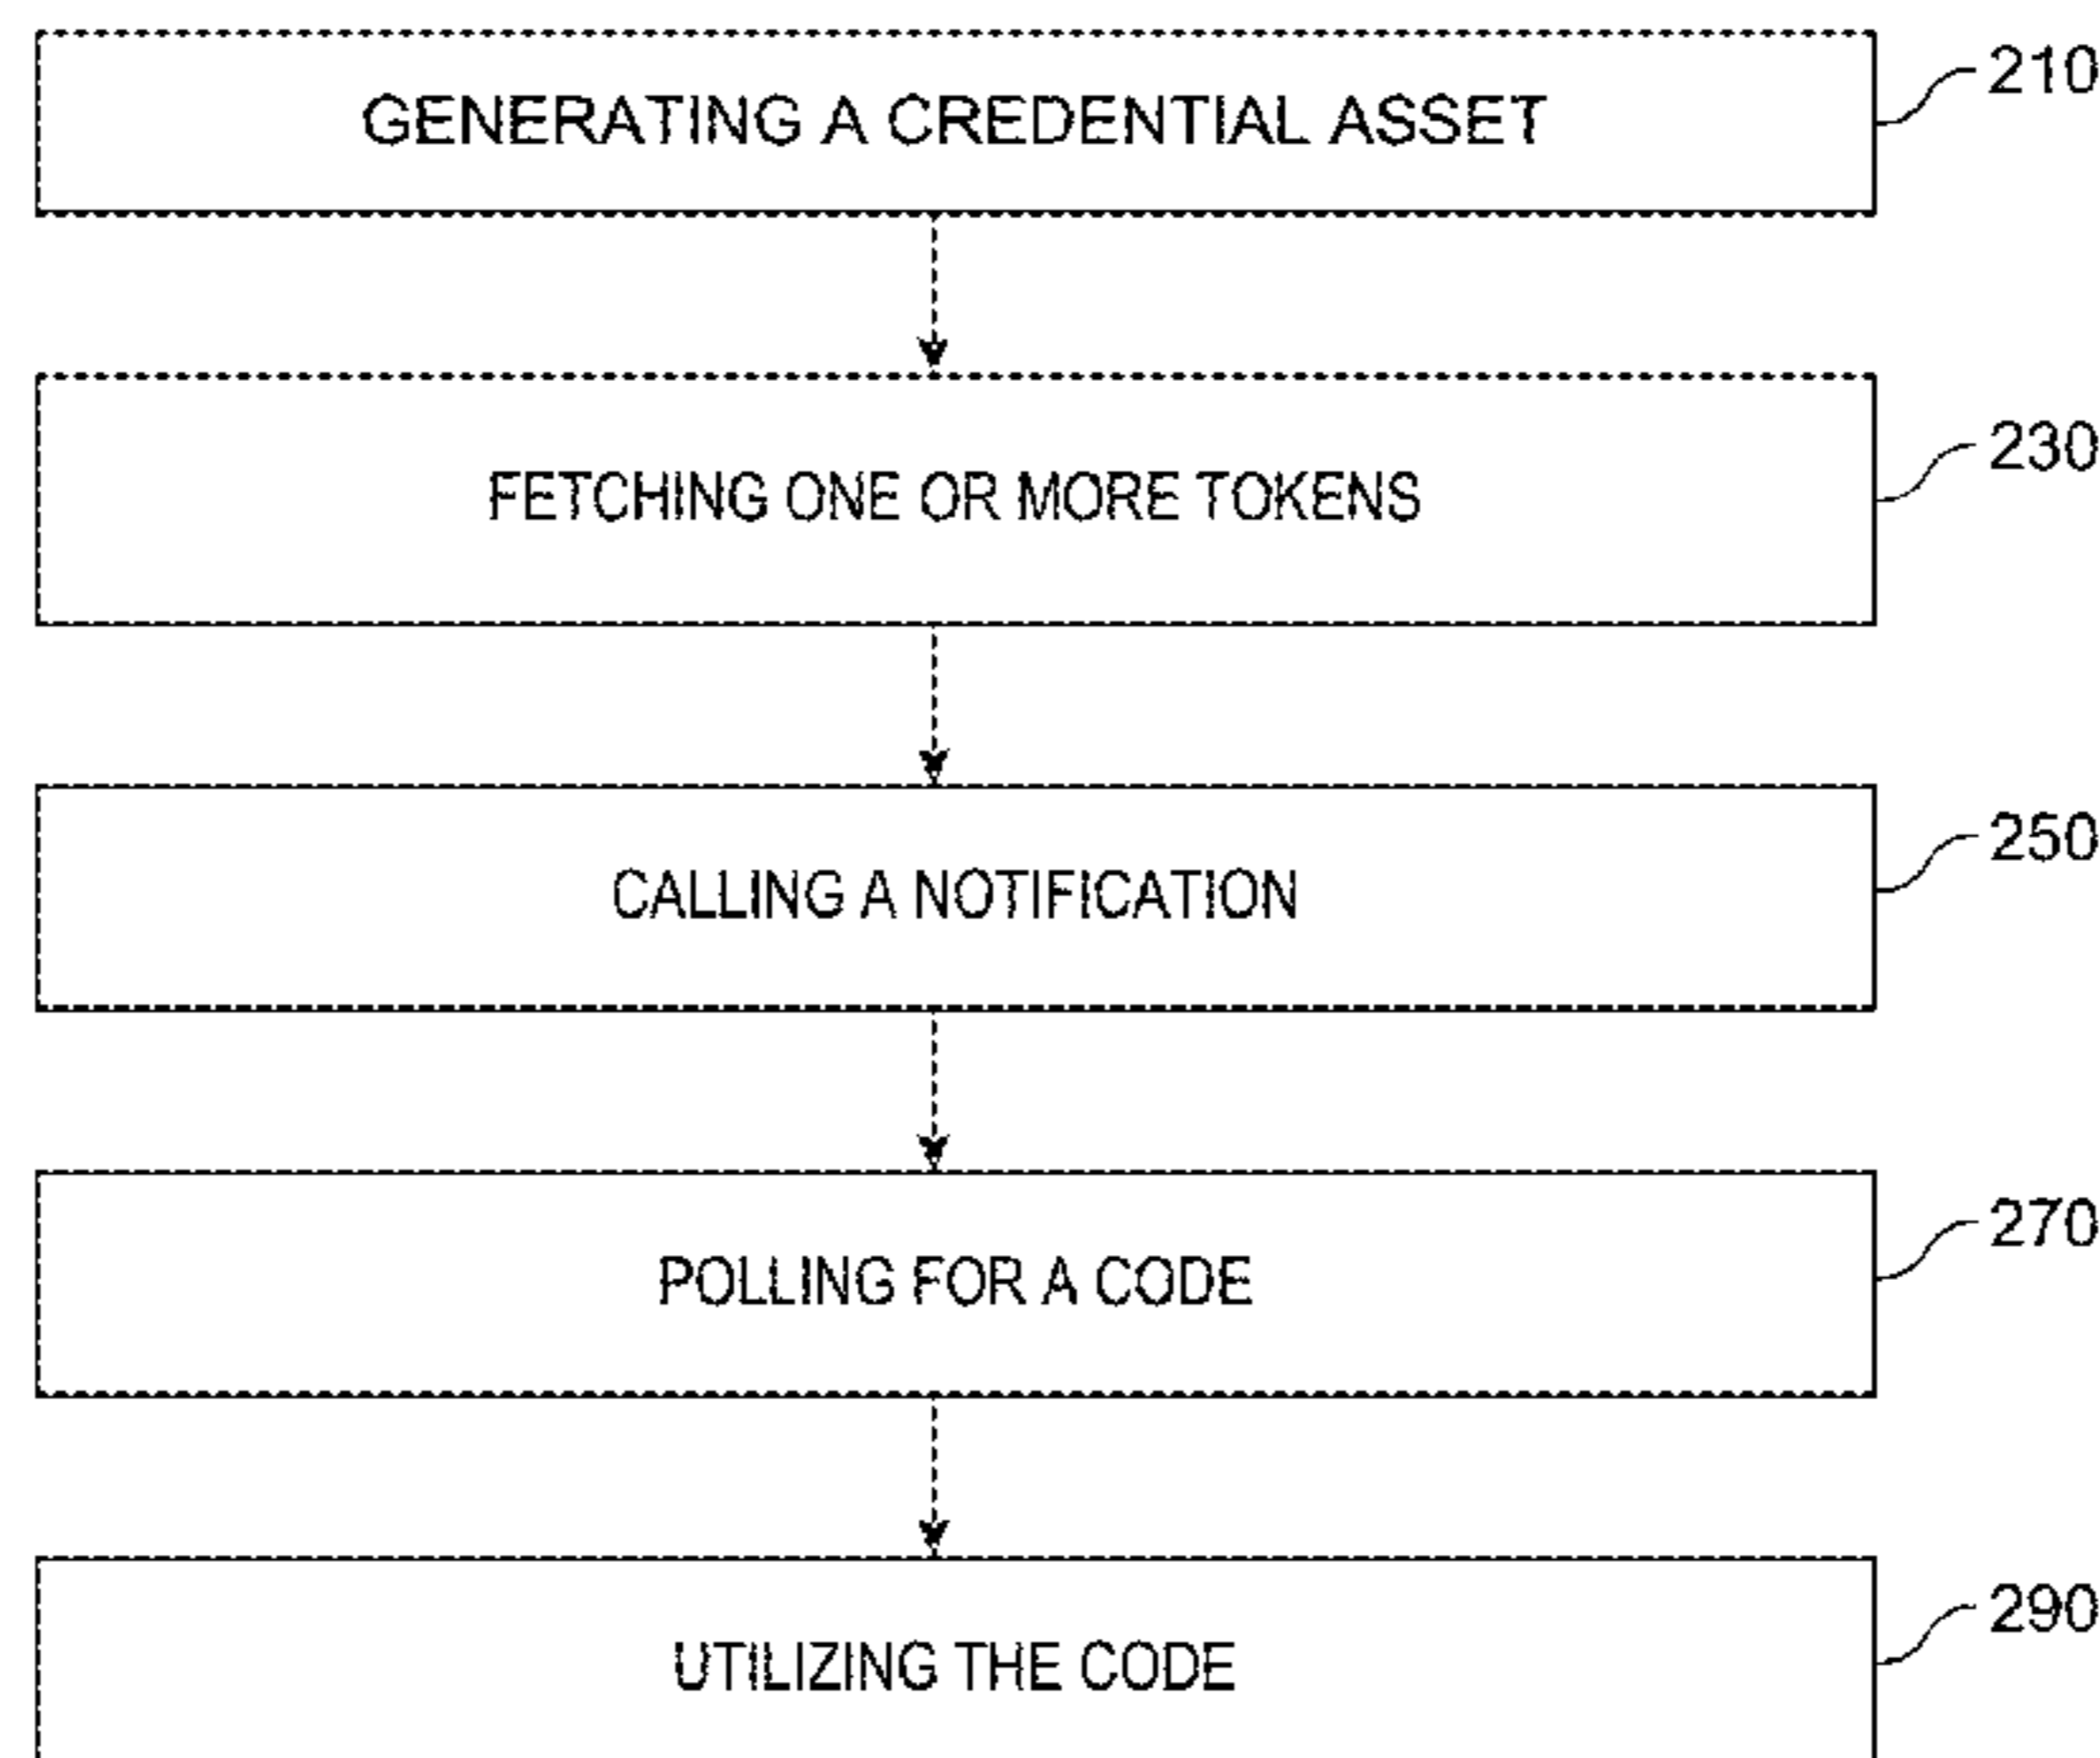 GENERATING A CREDENTIAL ASSET
210
FETCHING ONE OR MORE TOKENS
230
CALLING A NOTIFICATION
250
POLLING FOR A CODE
270
UTILIZING THE CODE
290